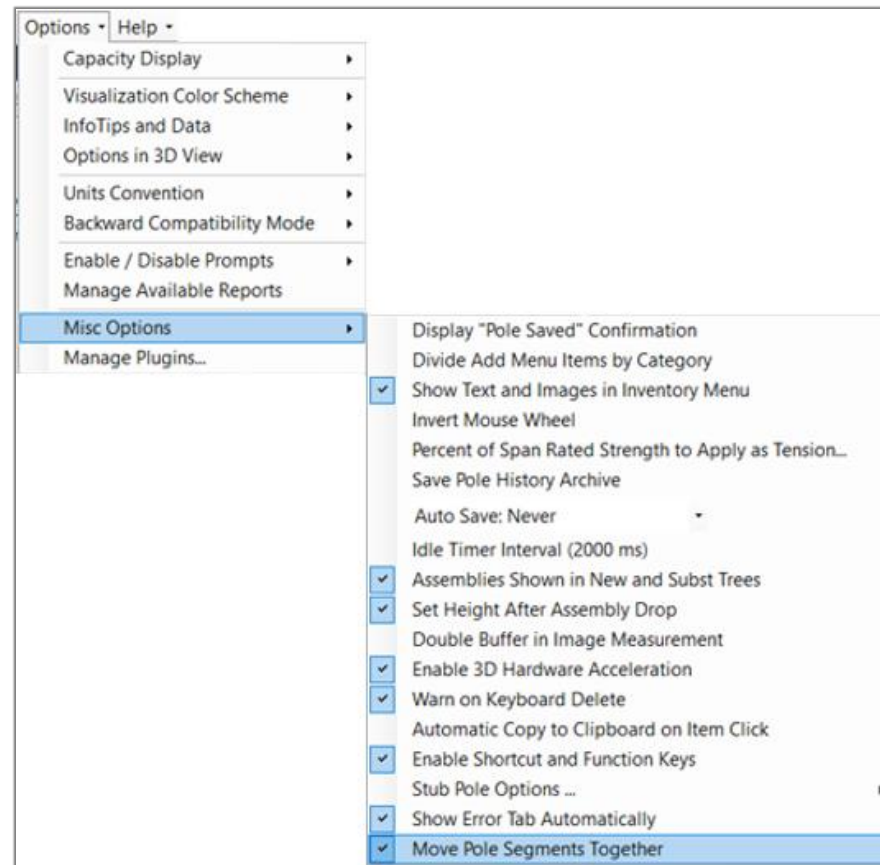 Options Help
Capacity Display
Visualization Color Scheme
InfoTips and Data
Options in 3D View
Units Convention
Backward Compatibility Mode
Enable / Disable Prompts
Manage Available Reports
Misc Options
Manage Plugins...
Display "Pole Saved" Confirmation
Divide Add Menu Items by Category
Show Text and Images in Inventory Menu
Invert Mouse Wheel
Percent of Span Rated Strength to Apply as Tension...
Save Pole History Archive
Auto Save: Never
Idle Timer Interval (2000 ms)
Assemblies Shown in New and Subst Trees
Set Height After Assembly Drop
Double Buffer in Image Measurement
Enable 3D Hardware Acceleration
Warn on Keyboard Delete
Automatic Copy to Clipboard on Item Click
Enable Shortcut and Function Keys
Stub Pole Options ...
Show Error Tab Automatically
Move Pole Segments Together